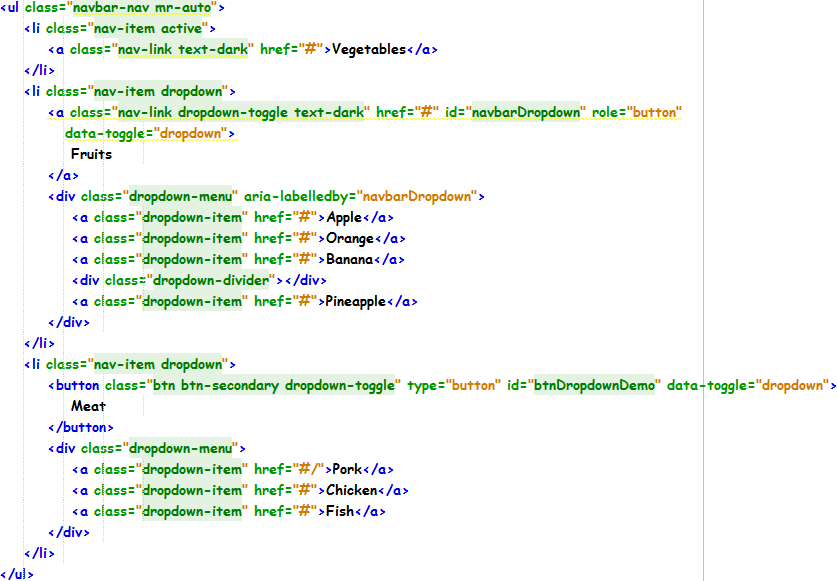 <ul class="navbar-nav mr-auto">
<li class="nav-item active">
<a class="nav-link text-dark" href="#">Vegetables</a>
</li>
<li class="nav-item dropdown">
<a class="nav-link dropdown-toggle text-dark" href="#" id="navbarDropdown" role="button"
data-toggle="dropdown">
Fruits
</a>
<div class="dropdown-menu" aria-labelledby="navbarDropdown">
<a class="dropdown-item" href="#">Apple</a>
<a class="dropdown-item" href="#">Orange</a>
<a class="dropdown-item" href="#">Banana</a>
<div class="dropdown-divider"></div>
<a class="dropdown-item" href="#">Pineapple</a>
</div>
</li>
<li class="nav-item dropdown">
<button class="btn btn-secondary dropdown-toggle" type="button" id="btnDropdownDemo" data-toggle="dropdown">
Meat
</button>
<div class="dropdown-menu">
<a class="dropdown-item" href="#/">Pork</a>
<a class="dropdown-item" href="#">Chicken</a>
<a class="dropdown-item" href="#">Fish</a>
</div>
</li>
</ul>